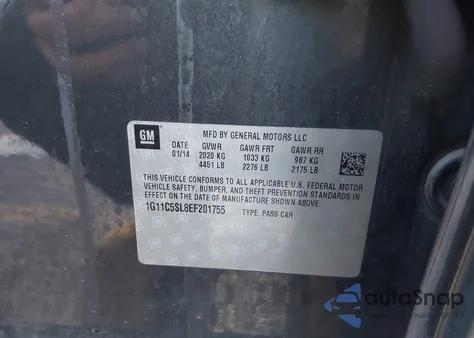 GM
MFD BY GENERAL MOTORS LLC
DATE GVWR GAWR FRT GAWR RR
01/14 2020 KG 1033 KG 987 KG
4451 LB 2276 LB 2175 LB
THIS VEHICLE CONFORMS TO ALL APPLICABLE U.S. FEDERAL MOTOR
VEHICLE SAFETY, BUMPER, AND THEFT PREVENTION STANDARDS IN
EFFECT ON THE DATE OF MANUFACTURE SHOWN ABOVE.
1G11C5SL8EF201755 TYPE: PASS CAR
autoSnap